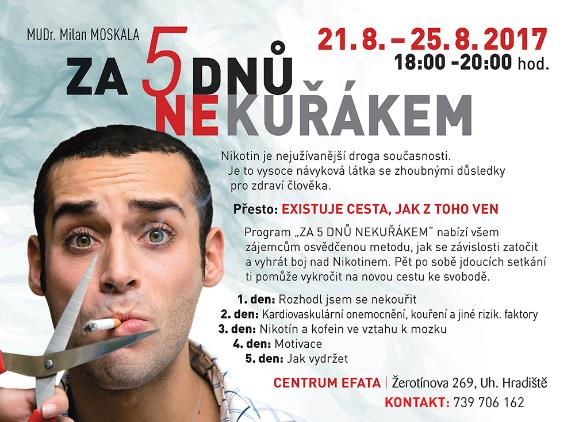 MUDr. Milan MOSKALA
21. 8. – 25. 8. 2017
18:00 -20:00 hod.
ZA 5 DNŮ
NEKUŘÁKEM
Nikotin je nejužívanější droga současnosti.
Je to vysoce návyková látka se zhoubnými důsledky
pro zdraví člověka.
Přesto: EXISTUJE CESTA, JAK Z TOHO VEN
Program „ZA 5 DNŮ NEKUŘÁKEM“ nabízí všem
zájemcům osvědčenou metodu, jak se závislosti zatočit
a vyhrát boj nad Nikotinem. Pět po sobě jdoucích setkání
ti pomůže vykročit na novou cestu ke svobodě.
1. den: Rozhodl jsem se nekouřit
2. den: Kardiovaskulární onemocnění, kouření a jiné rizik. faktory
3. den: Nikotín a kofein ve vztahu k mozku
4. den: Motivace
5. den: Jak vydržet
CENTRUM EFATA | Žerotínova 269, Uh. Hradiště
KONTAKT: 739 706 162